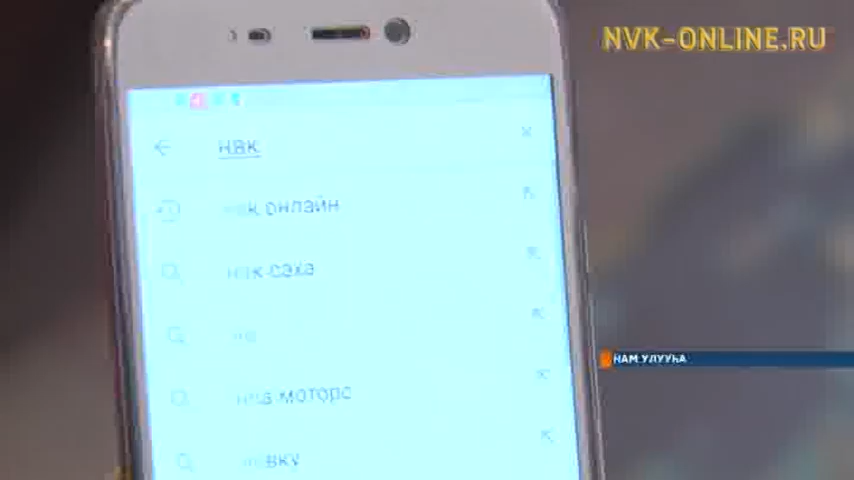 NVK-ONLINE.RU
нвк
нвк онлайн
нвк саха
моторс
НАМ УЛУУҺА